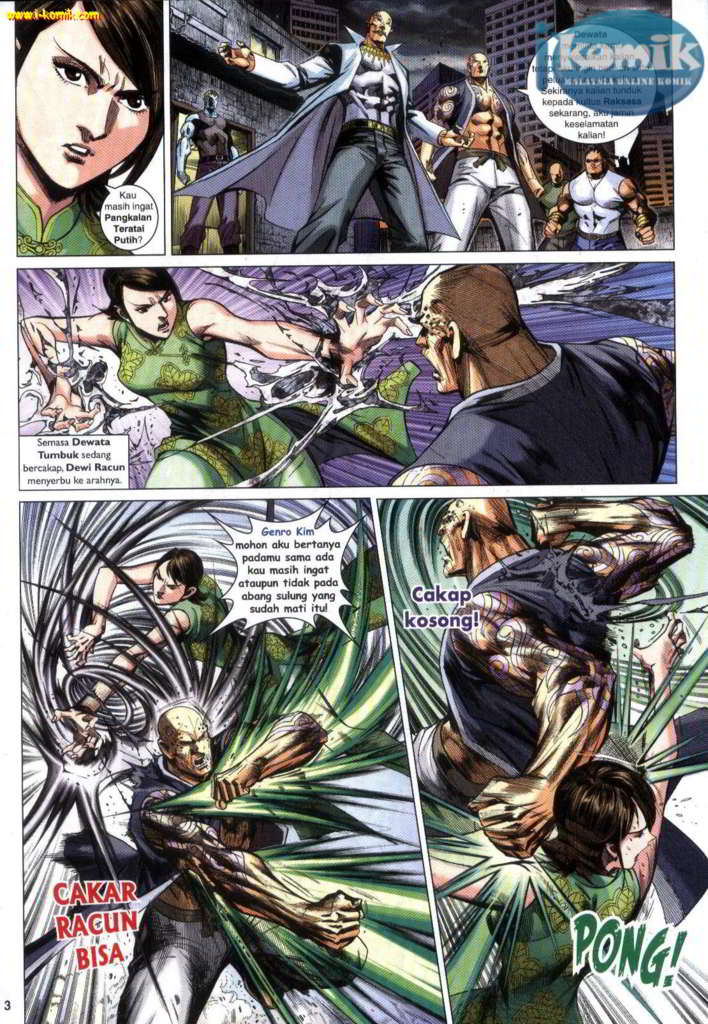 www.i-komik.com
Kau
masih ingat
Pangkalan
Teratai
Putih?
Dewata
kalian
Sekiranya kalian tunduk
kepada kultus Raksasa
sekarang, aku jamin
keselamatan
kalian!
ikomik
MALAYSIA ONLINE KOMIK
Semasa Dewata
Tumbuk sedang
bercakap, Dewi Racun
menyerbu ke arahnya.
Genro Kim
mohon aku bertanya
padamu sama ada
kau masih ingat
ataupun tidak pada
abang sulung yang
sudah mati itu!
CAKAR
RACUN
BISA
Cakap
kosong!
PONG!
3